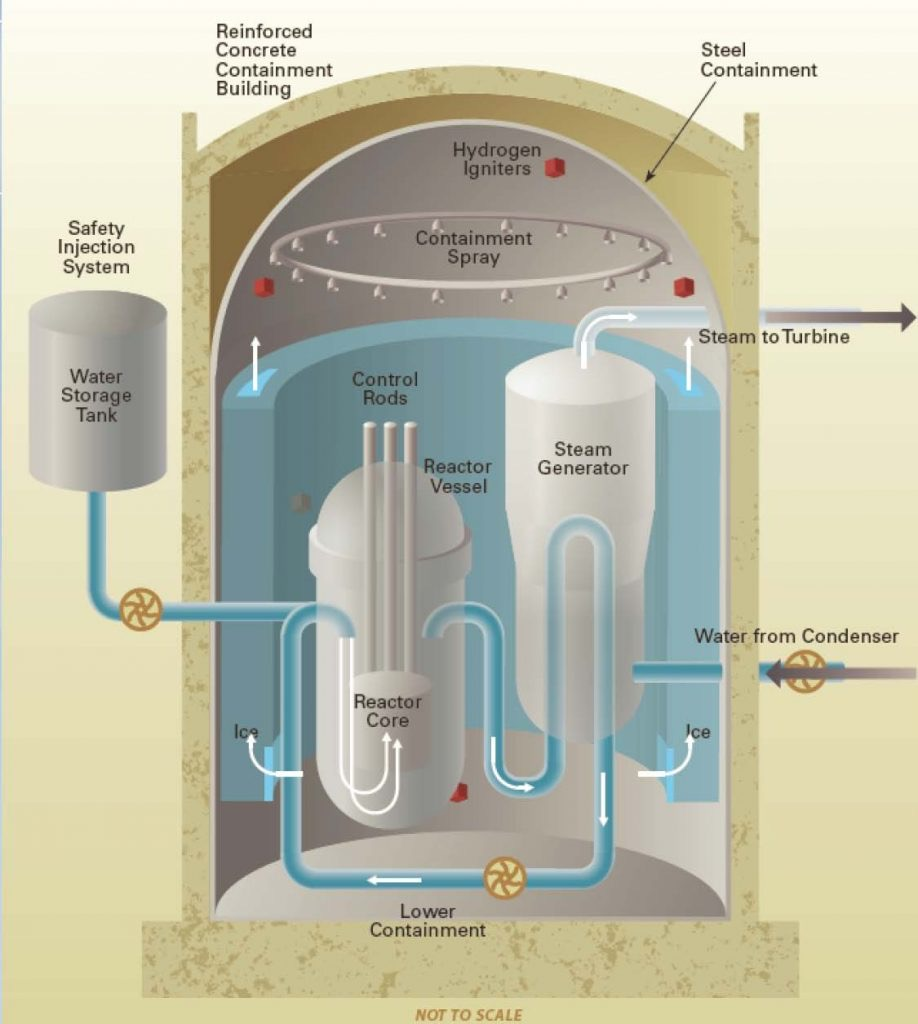 Reinforced
Concrete
Containment
Building
Steel
Containment
Hydrogen
Igniters
Safety
Injection
System
Containment
Spray
Steam to Turbine
Water
Storage
Tank
Control
Rods
Reactor
Vessel
Steam
Generator
Water from Condenser
Reactor
Core
Ice
Ice
Lower
Containment
NOT TO SCALE